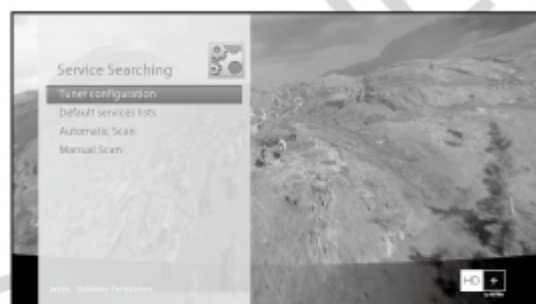 Service Searching
Tuner configuration
Default services lists
Automatic Scan
Manual Scan
HD +